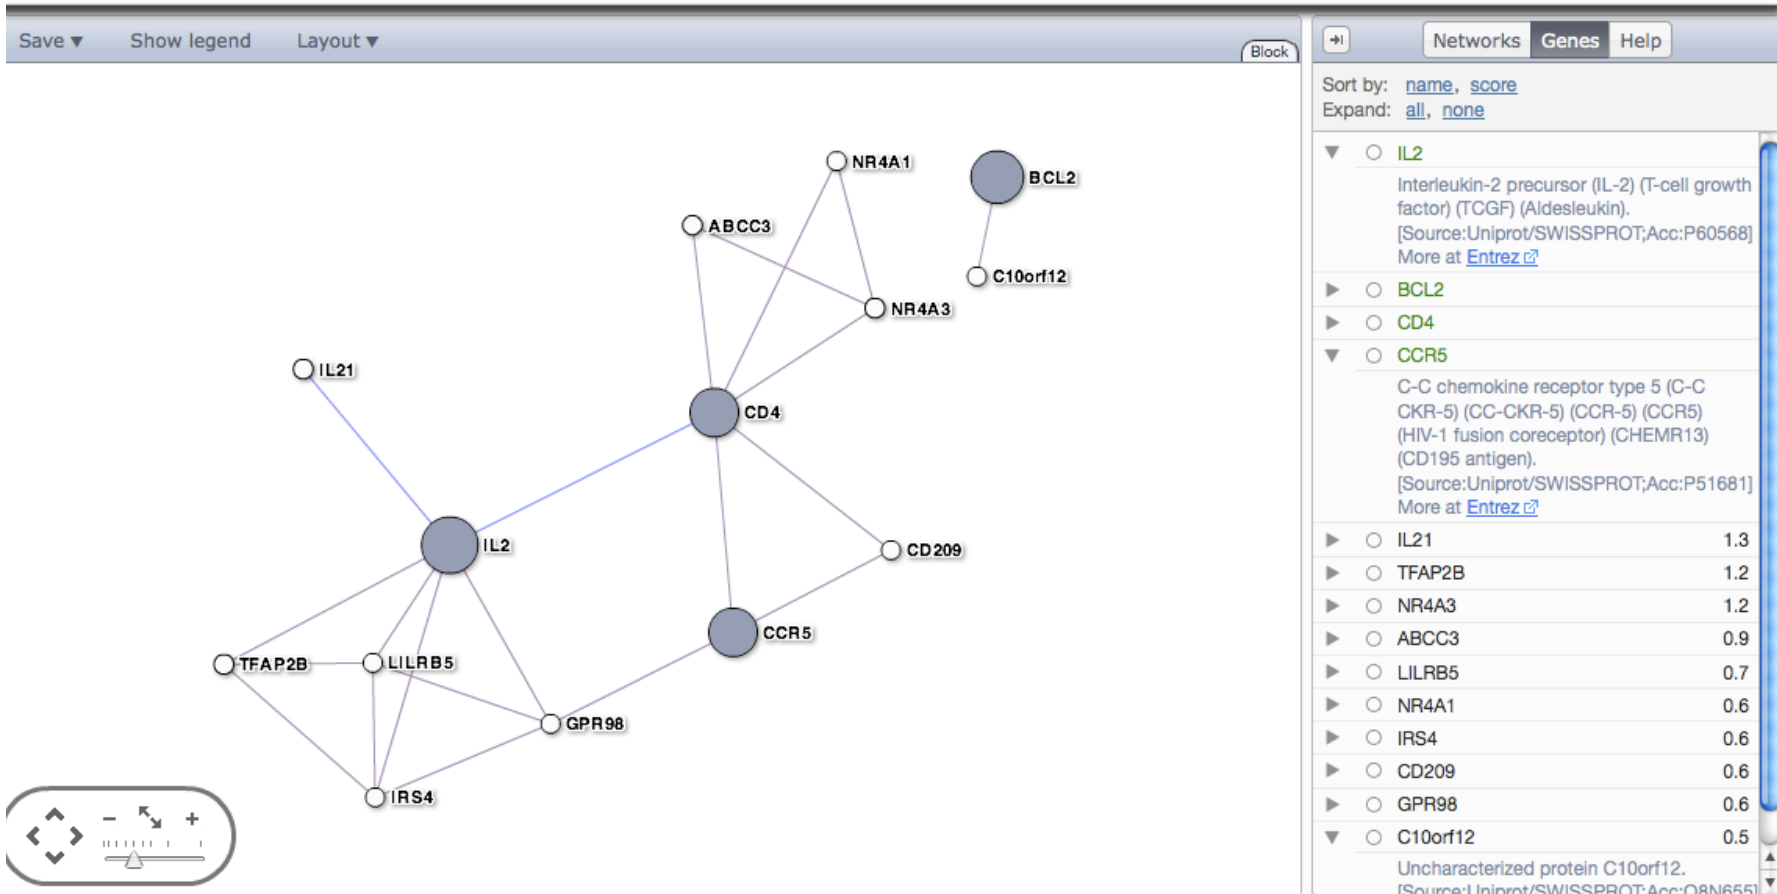 Save ▼ Show legend Layout ▼
Block
Networks Genes Help
Sort by: name, score
Expand: all, none
NR4A1
BCL2
ABCC3
C10orf12
NR4A3
IL21
CD4
IL2
CD209
CCR5
TFAP2B
LILRB5
GPR98
IRS4
IL2
Interleukin-2 precursor (IL-2) (T-cell growth
factor) (TCGF) (Aldesleukin).
[Source:Uniprot/SWISSPROT;Acc:P60568]
More at Entrez
BCL2
CD4
CCR5
C-C chemokine receptor type 5 (C-C
CKR-5) (CC-CKR-5) (CCR-5) (CCR5)
(HIV-1 fusion coreceptor) (CHEMR13)
(CD195 antigen).
[Source:Uniprot/SWISSPROT;Acc:P51681]
More at Entrez
IL21 1.3
TFAP2B 1.2
NR4A3 1.2
ABCC3 0.9
LILRB5 0.7
NR4A1 0.6
IRS4 0.6
CD209 0.6
GPR98 0.6
C10orf12 0.5
Uncharacterized protein C10orf12.
[Source:Uniprot/SWISSPROT;Acc:Q8N655]